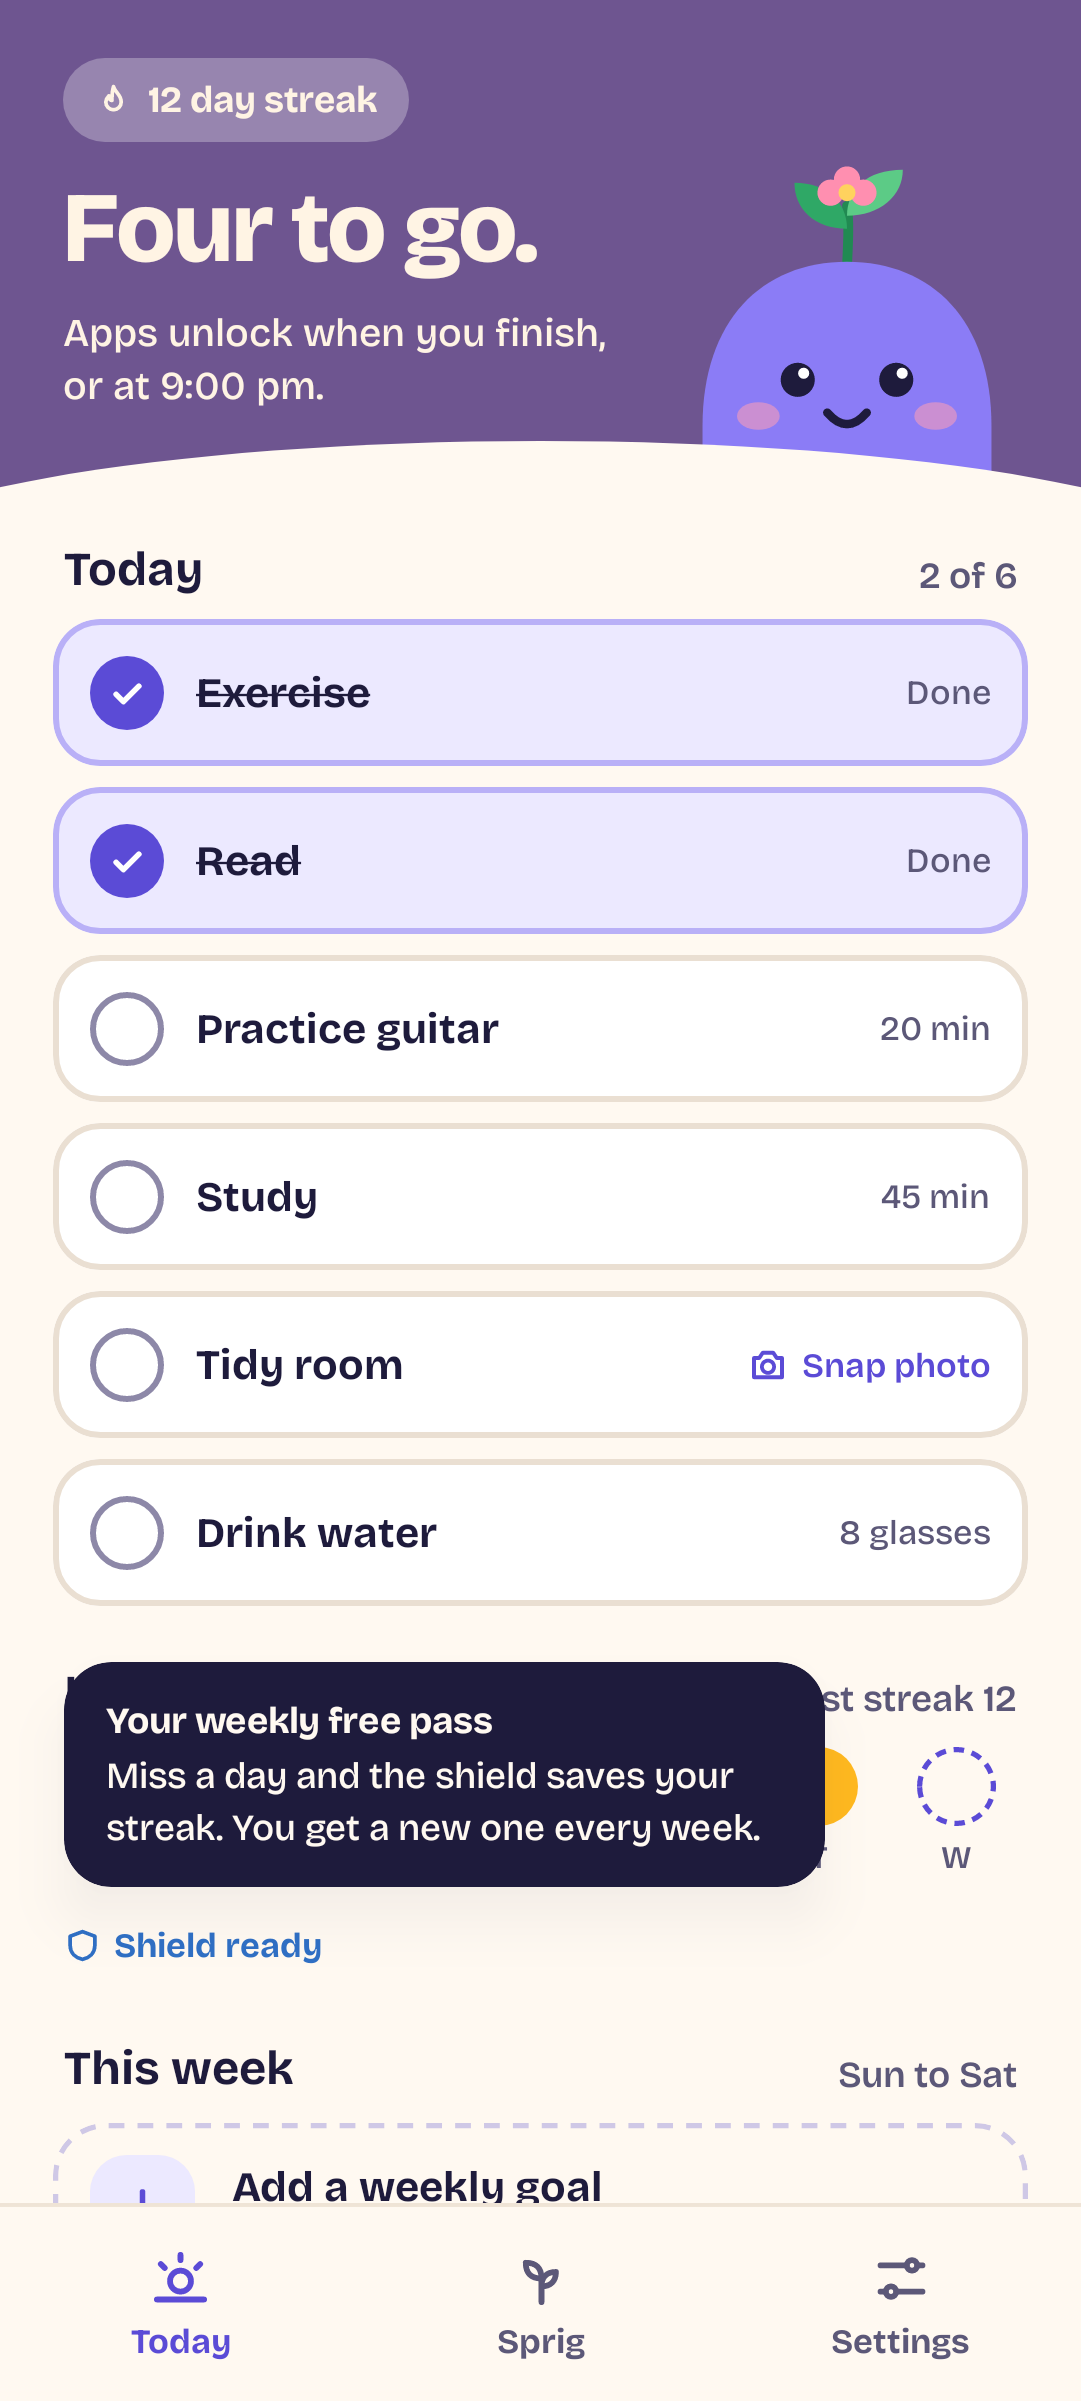 12 day streak
Four to go.
Apps unlock when you finish,
or at 9:00 pm.
Today
2 of 6
Exercise
Done
Read
Done
Practice guitar
20 min
Study
45 min
Tidy room
Snap photo
Drink water
8 glasses
streak 12
Your weekly free pass
Miss a day and the shield saves your
streak. You get a new one every week.
W
Shield ready
This week
Sun to Sat
Add a weekly goal
Today
Sprig
Settings